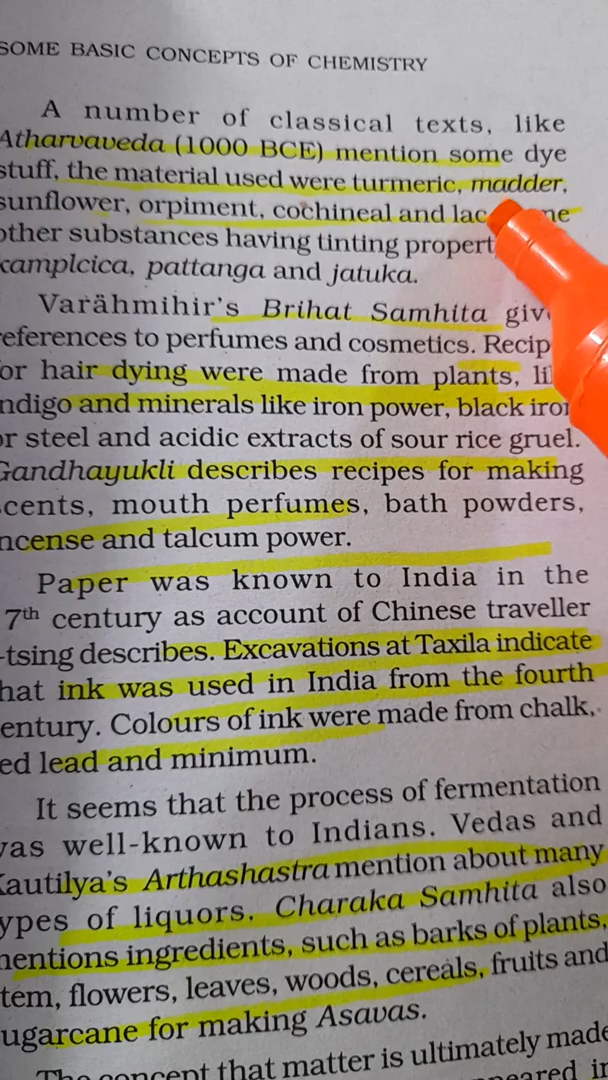 SOME BASIC CONCEPTS OF CHEMISTRY
A number of classical texts, like
Atharvaveda (1000 BCE) mention some dye
stuff, the material used were turmeric, madder,
sunflower, orpiment, cochineal and lac
other substances having tinting propert
kamplcica, pattanga and jatuka.
Varähmihir's Brihat Samhita giv
references to perfumes and cosmetics. Recip
or hair dying were made from plants, li
ndigo and minerals like iron power, black iron
or steel and acidic extracts of sour rice gruel.
Gandhayukli describes recipes for making
cents, mouth perfumes, bath powders,
ncense and talcum power.
Paper was known to India in the
7th century as account of Chinese traveller
-tsing describes. Excavations at Taxila indicate
hat ink was used in India from the fourth
entury. Colours of ink were made from chalk,
ed lead and minimum.
It seems that the process of fermentation
was well-known to Indians. Vedas and
Kautilya's Arthashastra mention about many
ypes of liquors. Charaka Samhita also
mentions ingredients, such as barks of plants,
tem, flowers, leaves, woods, cereals, fruits and
ugarcane for making Asavas.
The concept that matter is ultimately made